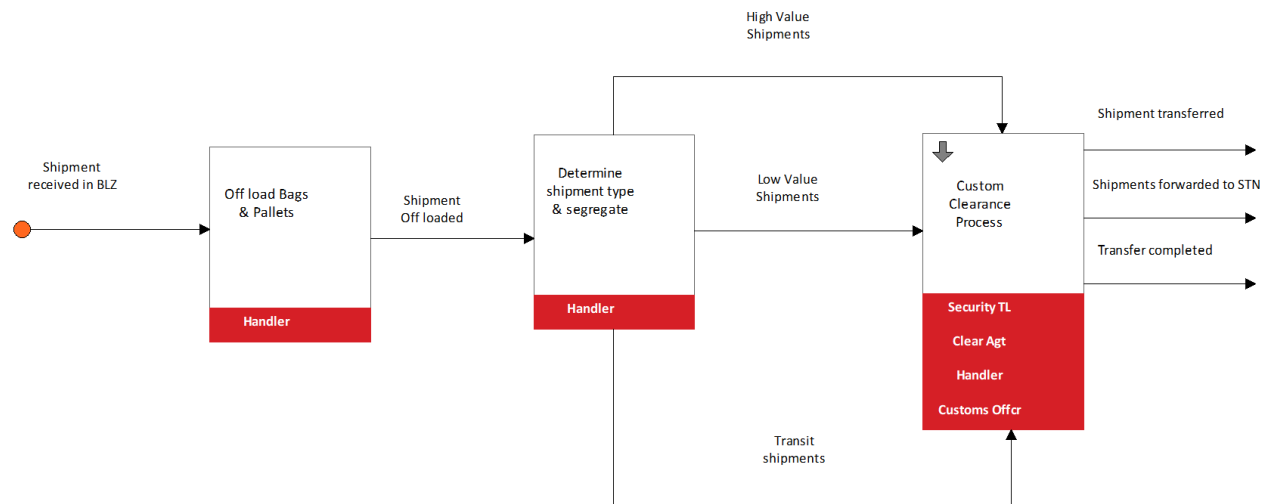 High Value
Shipments
Shipment transferred
Shipment
received in BLZ
Off load Bags
& Pallets
Shipment
Off loaded
Determine
shipment type
& segregate
Low Value
Shipments
Custom
Clearance
Process
Shipments forwarded to STN
Transfer completed
Handler
Handler
Security TL
Clear Agt
Handler
Customs Offcr
Transit
shipments